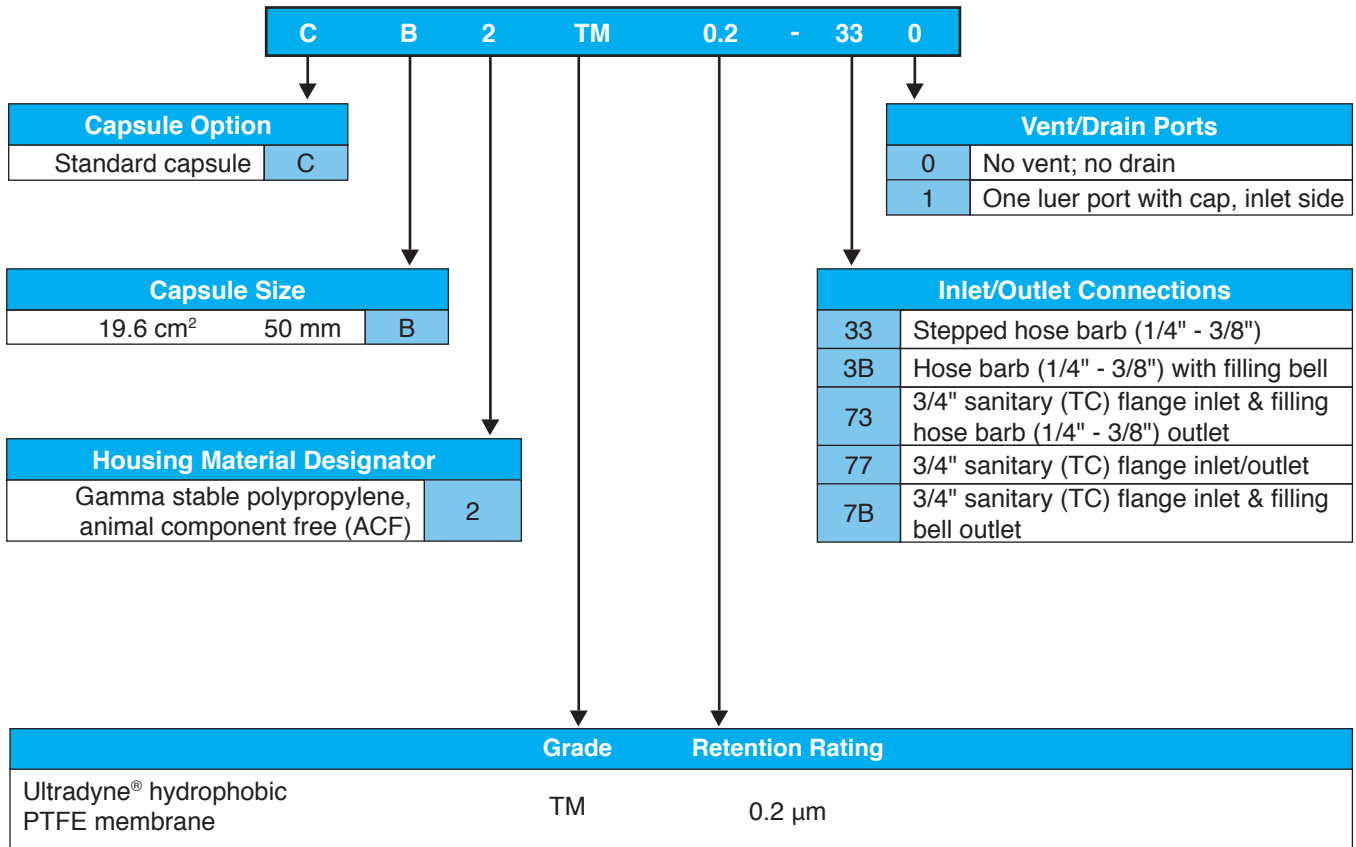 C B 2 TM 0.2 - 33 0
Capsule Option
Standard capsule C
Vent/Drain Ports
0 No vent; no drain
1 One luer port with cap, inlet side
Capsule Size
19.6 cm² 50 mm B
Inlet/Outlet Connections
33 Stepped hose barb (1/4" - 3/8")
3B Hose barb (1/4" - 3/8") with filling bell
73 3/4" sanitary (TC) flange inlet & filling
hose barb (1/4" - 3/8") outlet
77 3/4" sanitary (TC) flange inlet/outlet
7B 3/4" sanitary (TC) flange inlet & filling
bell outlet
Housing Material Designator
Gamma stable polypropylene,
animal component free (ACF) 2
Grade Retention Rating
Ultradyne® hydrophobic
PTFE membrane TM 0.2 µm